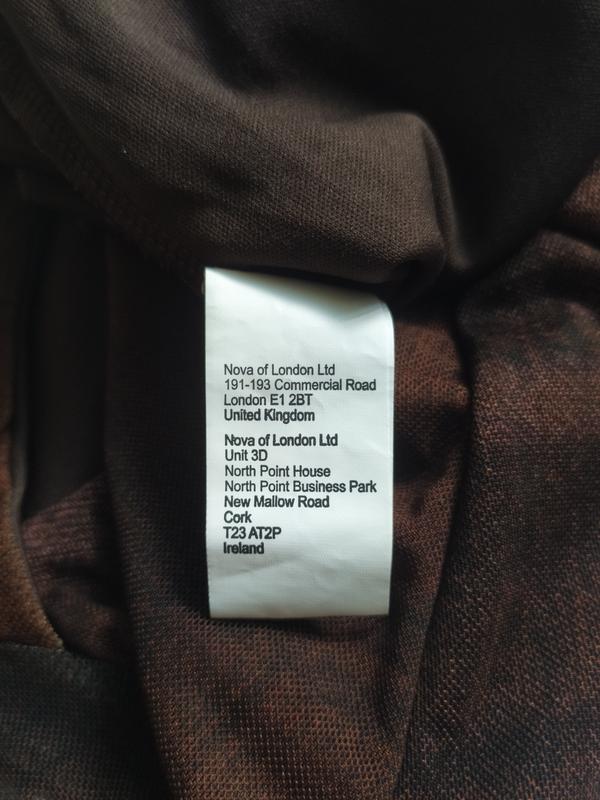 Nova of London Ltd
191-193 Commercial Road
London E1 2BT
United Kingdom
Nova of London Ltd
Unit 3D
North Point House
North Point Business Park
New Mallow Road
Cork
T23 AT2P
Ireland